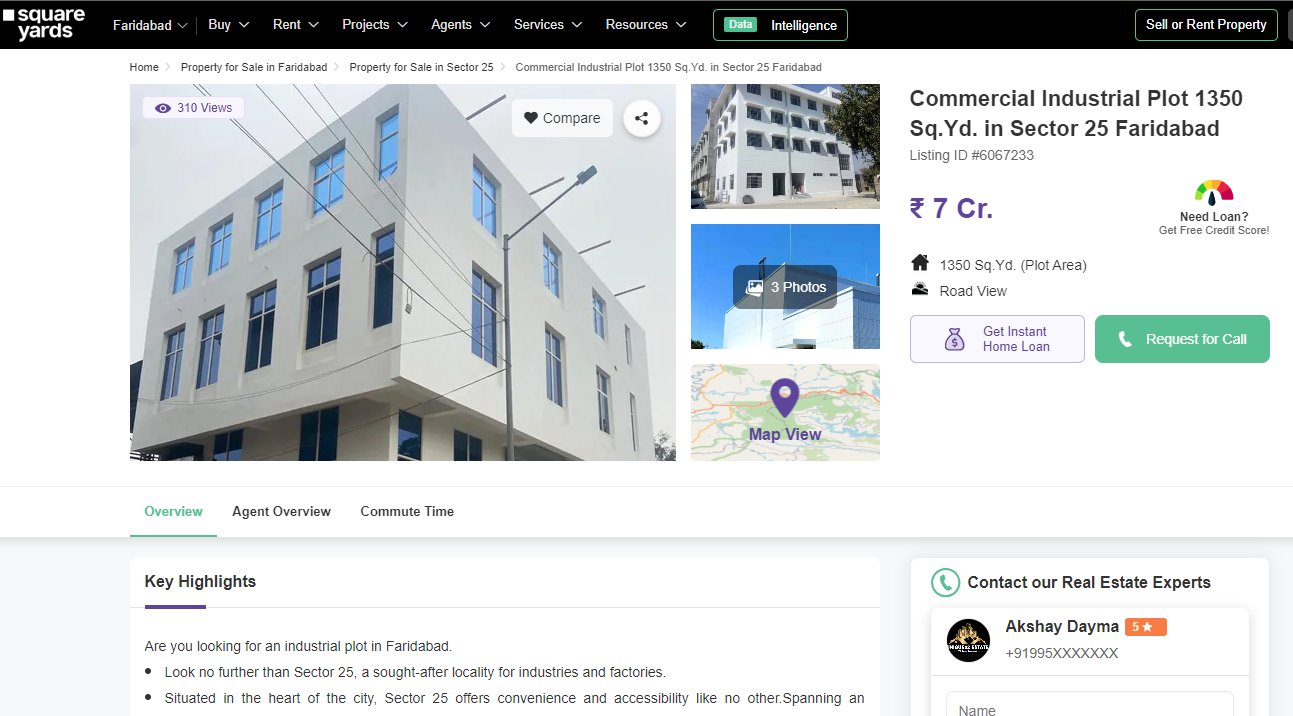 square
yards
Faridabad
Buy
Rent
Projects
Agents
Services
Resources
Data Intelligence
Sell or Rent Property
Home
Property for Sale in Faridabad
Property for Sale in Sector 25
Commercial Industrial Plot 1350 Sq.Yd. in Sector 25 Faridabad
310 Views
Compare
3 Photos
Map View
Commercial Industrial Plot 1350
Sq.Yd. in Sector 25 Faridabad
Listing ID #6067233
₹ 7 Cr.
Need Loan?
Get Free Credit Score!
1350 Sq.Yd. (Plot Area)
Road View
Get Instant
Home Loan
Request for Call
Overview
Agent Overview
Commute Time
Key Highlights
Are you looking for an industrial plot in Faridabad.
Look no further than Sector 25, a sought-after locality for industries and factories.
Situated in the heart of the city, Sector 25 offers convenience and accessibility like no other.Spanning an
Contact our Real Estate Experts
Akshay Dayma 5 ★
+91995XXXXXXX
Name